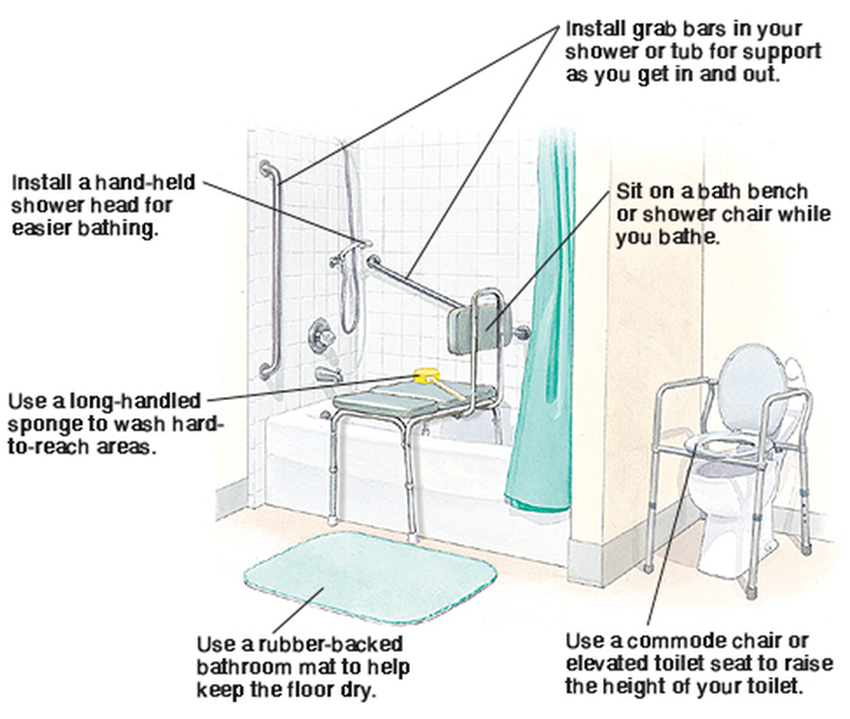 Install grab bars in your
shower or tub for support
as you get in and out.
Install a hand-held
shower head for
easier bathing.
Sit on a bath bench
or shower chair while
you bathe.
Use a long-handled
sponge to wash hard-
to-reach areas.
Use a rubber-backed
bathroom mat to help
keep the floor dry.
Use a commode chair or
elevated toilet seat to raise
the height of your toilet.